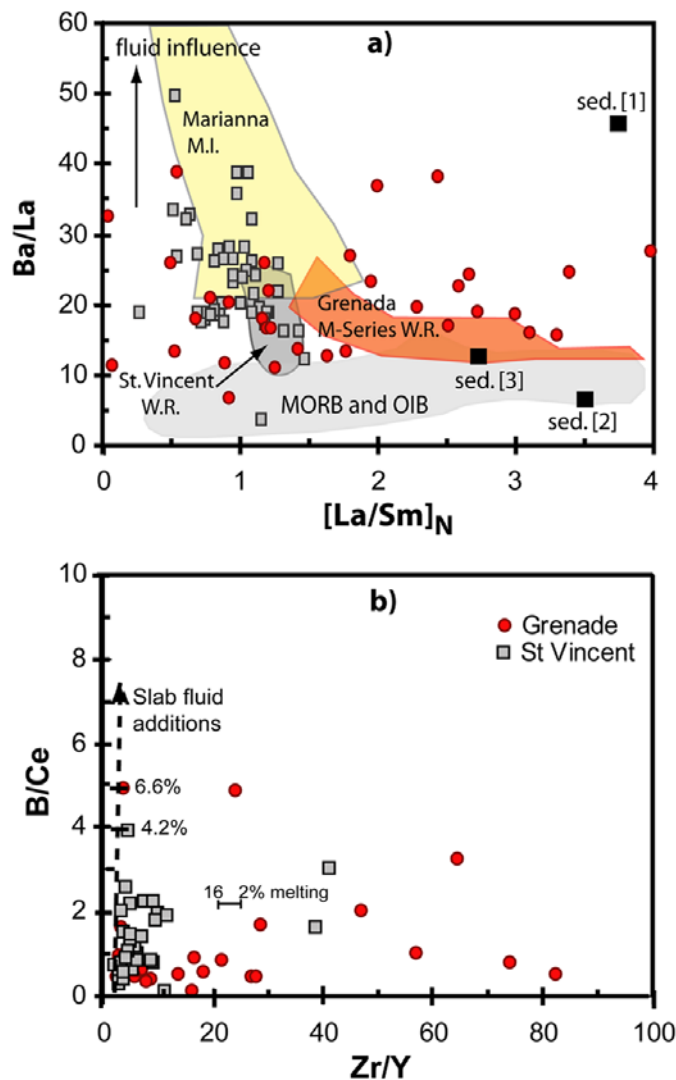 60
50
40
30
20
10
0
Ba/La
a)
fluid influence
Marianna
M.I.
sed.[1]
Grenada
M-Series W.R.
St.Vincent
W.R.
MORB and OIB
sed.[3]
sed.[2]
0 1 2 3 4
[La/Sm]N
10
8
6
4
2
0
B/Ce
b)
Grenade
St Vincent
Slab fluid
additions
6.6%
4.2%
16 2% melting
0 20 40 60 80 100
Zr/Y